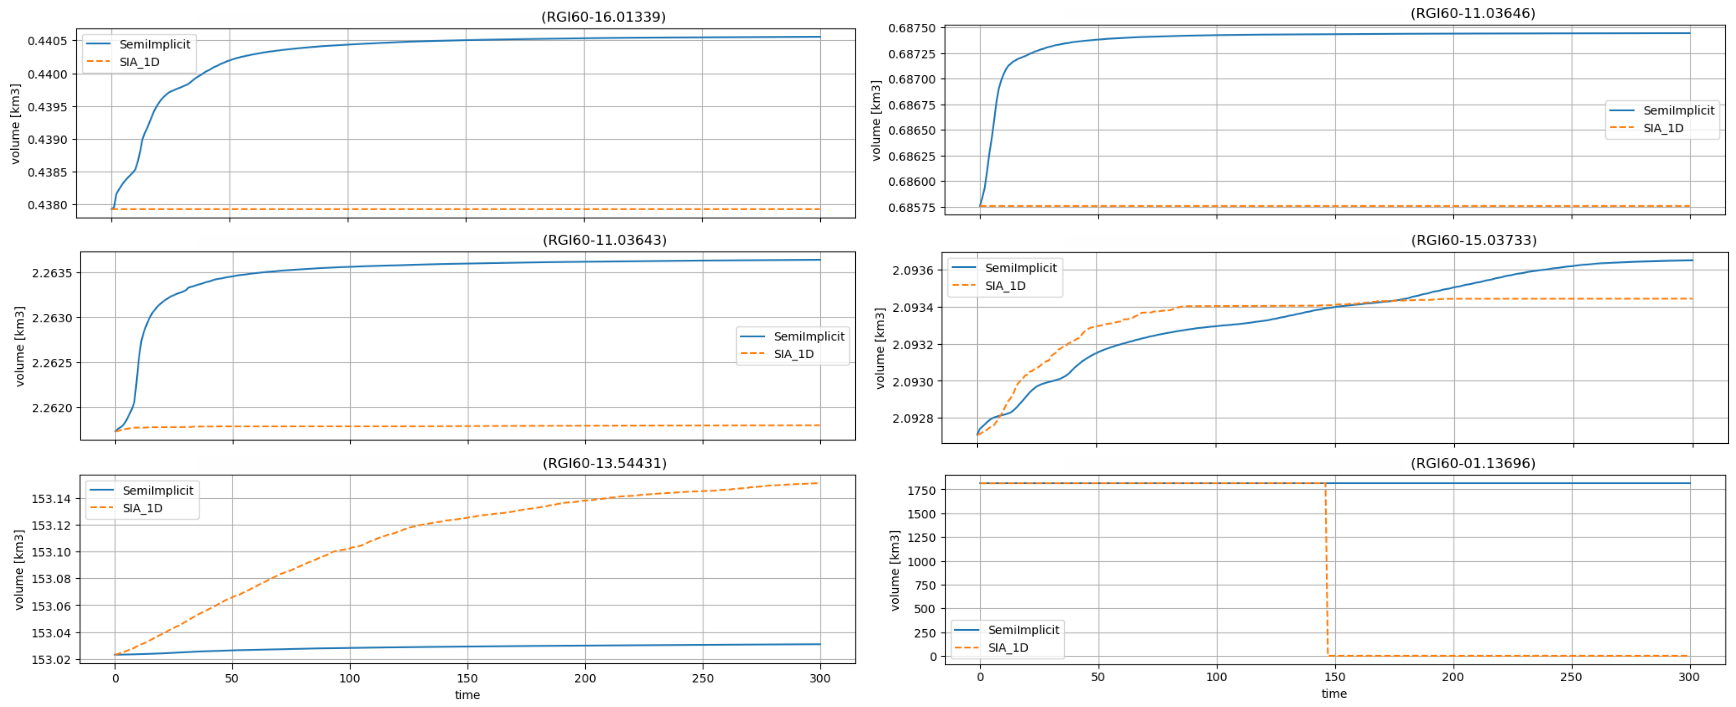 (RGI60-16.01339)
volume [km3]
0.4405
0.4400
0.4395
0.4390
0.4385
0.4380
SemiImplicit
SIA_1D
(RGI60-11.03646)
volume [km3]
0.68750
0.68725
0.68700
0.68675
0.68650
0.68625
0.68600
0.68575
SemiImplicit
SIA_1D
(RGI60-11.03643)
volume [km3]
2.2635
2.2630
2.2625
2.2620
SemiImplicit
SIA_1D
(RGI60-15.03733)
volume [km3]
2.0936
2.0934
2.0932
2.0930
2.0928
SemiImplicit
SIA_1D
(RGI60-13.54431)
volume [km3]
153.14
153.12
153.10
153.08
153.06
153.04
153.02
SemiImplicit
SIA_1D
0 50 100 150 200 250 300
time
(RGI60-01.13696)
volume [km3]
1750
1500
1250
1000
750
500
250
0
SemiImplicit
SIA_1D
0 50 100 150 200 250 300
time